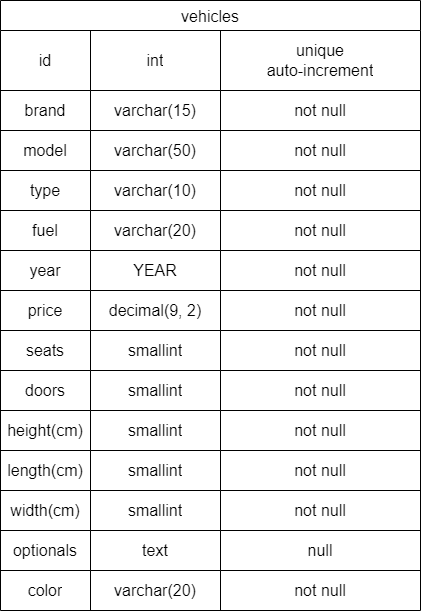 vehicles
id int unique
auto-increment
brand varchar(15) not null
model varchar(50) not null
type varchar(10) not null
fuel varchar(20) not null
year YEAR not null
price decimal(9, 2) not null
seats smallint not null
doors smallint not null
height(cm) smallint not null
length(cm) smallint not null
width(cm) smallint not null
optionals text null
color varchar(20) not null